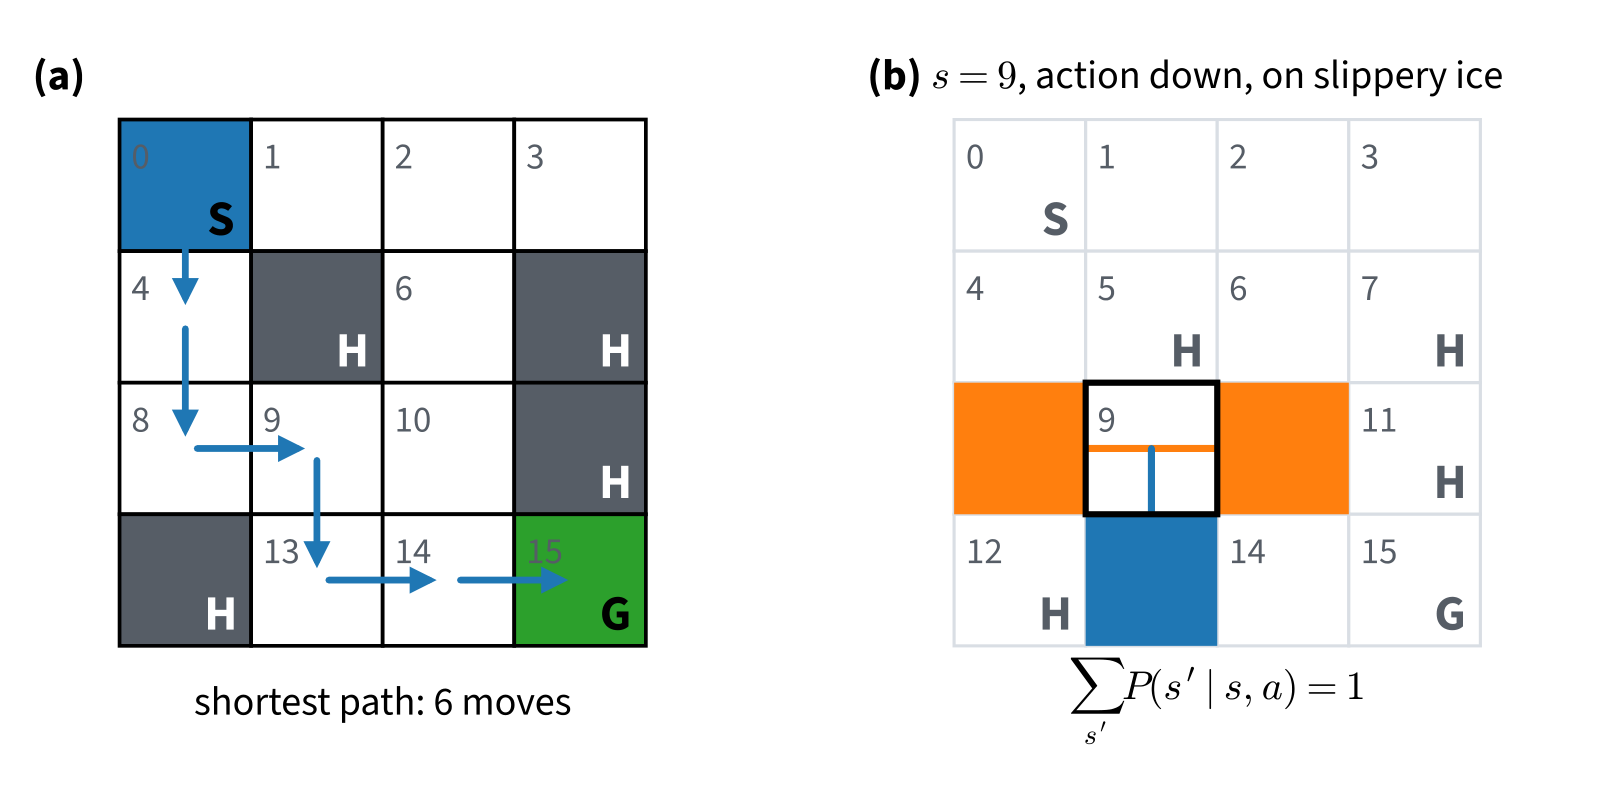 (a)
0 1 2 3
S
4 6
H H
8 9 10
H
13 14 15
H G
shortest path: 6 moves
(b) s = 9, action down, on slippery ice
0 1 2 3
S
4 5 6 7
H H
9 11
H
12 14 15
H G
∑s′ P(s′ | s, a) = 1